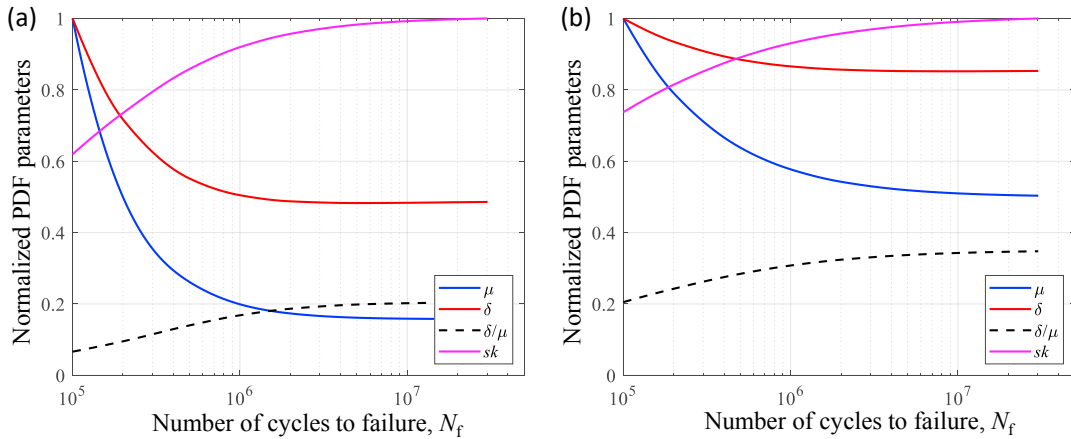 (a)
Normalized PDF parameters
1
0.8
0.6
0.4
0.2
0
10^5
10^6
10^7
Number of cycles to failure, N_f
μ
δ
δ/μ
sk
(b)
Normalized PDF parameters
1
0.8
0.6
0.4
0.2
0
10^5
10^6
10^7
Number of cycles to failure, N_f
μ
δ
δ/μ
sk